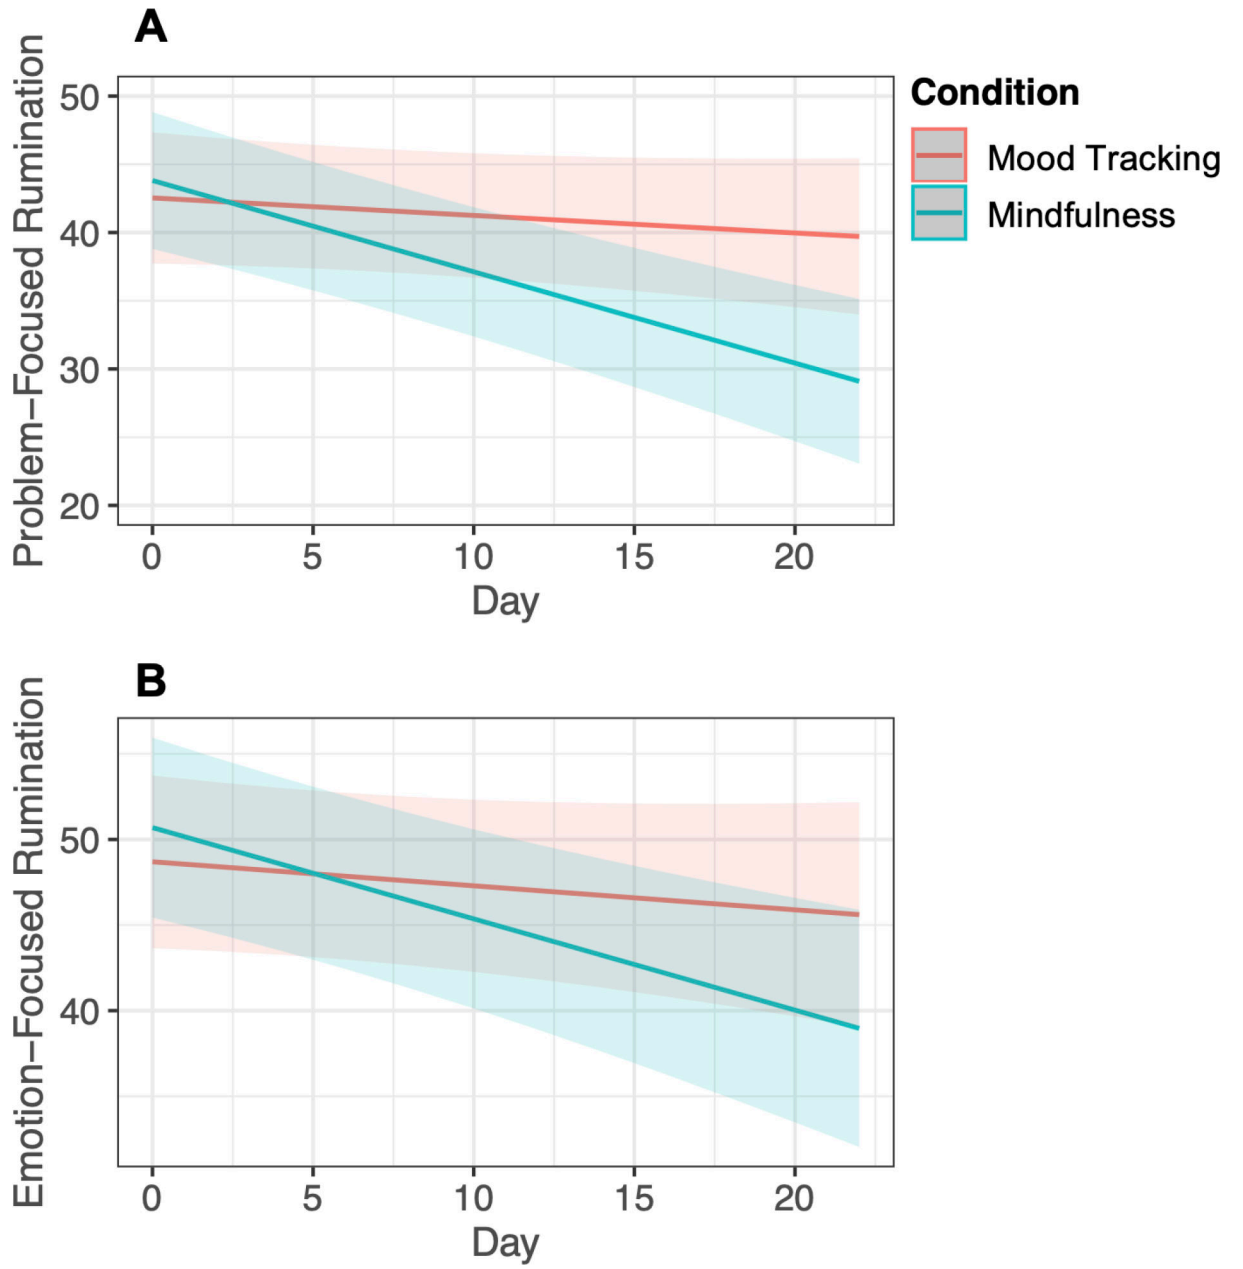 A
Problem−Focused Rumination
50
40
30
20
0 5 10 15 20
Day
Condition
Mood Tracking
Mindfulness
B
Emotion−Focused Rumination
50
40
0 5 10 15 20
Day